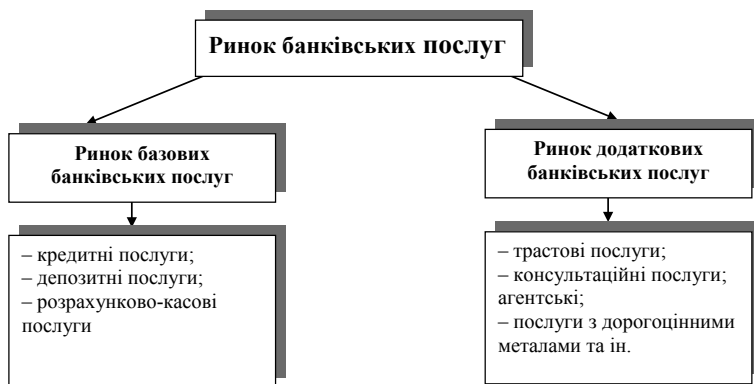 Ринок банківських послуг
Ринок базових
банківських послуг
– кредитні послуги;
– депозитні послуги;
– розрахунково-касові
послуги
Ринок додаткових
банківських послуг
– трастові послуги;
– консультаційні послуги;
агентські;
– послуги з дорогоцінними
металами та ін.